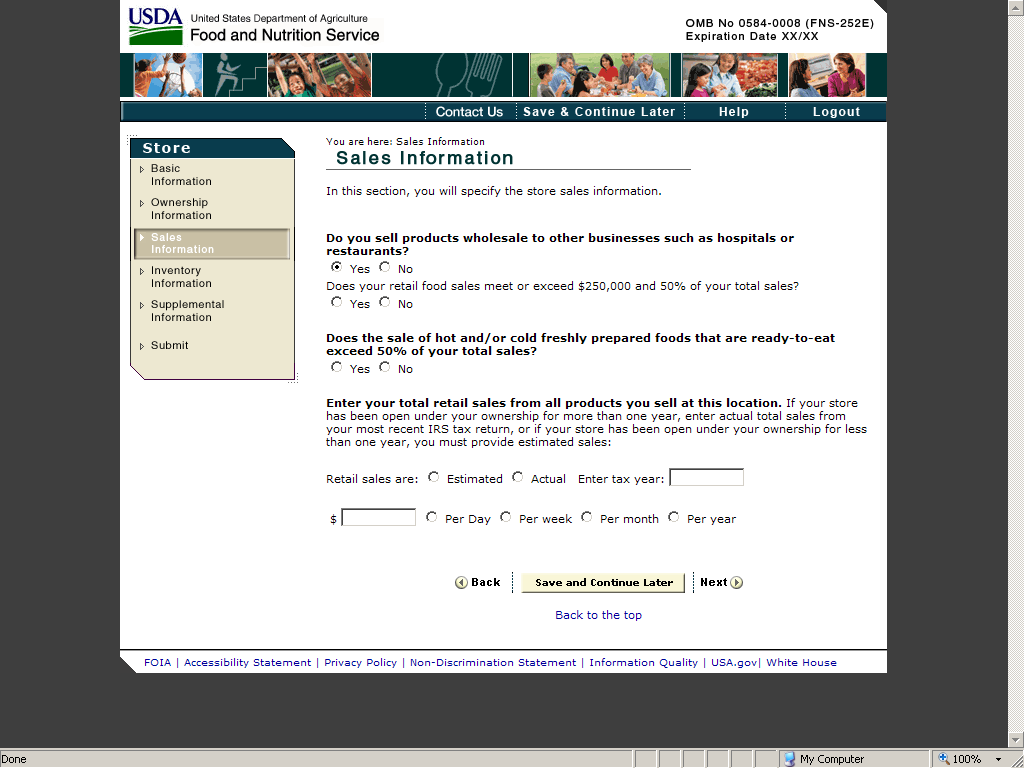 USDA United States Department of Agriculture
Food and Nutrition Service
OMB No 0584-0008 (FNS-252E)
Expiration Date XX/XX
Contact Us Save & Continue Later Help Logout
Store
Basic
Information
Ownership
Information
Sales
Information
Inventory
Information
Supplemental
Information
Submit
You are here: Sales Information
Sales Information
In this section, you will specify the store sales information.
Do you sell products wholesale to other businesses such as hospitals or
restaurants?
Yes No
Does your retail food sales meet or exceed $250,000 and 50% of your total sales?
Yes No
Does the sale of hot and/or cold freshly prepared foods that are ready-to-eat
exceed 50% of your total sales?
Yes No
Enter your total retail sales from all products you sell at this location. If your store
has been open under your ownership for more than one year, enter actual total sales from
your most recent IRS tax return, or if your store has been open under your ownership for less
than one year, you must provide estimated sales:
Retail sales are: Estimated Actual Enter tax year:
$ Per Day Per week Per month Per year
Back Save and Continue Later Next
Back to the top
FOIA | Accessibility Statement | Privacy Policy | Non-Discrimination Statement | Information Quality | USA.gov| White House
Done My Computer 100%